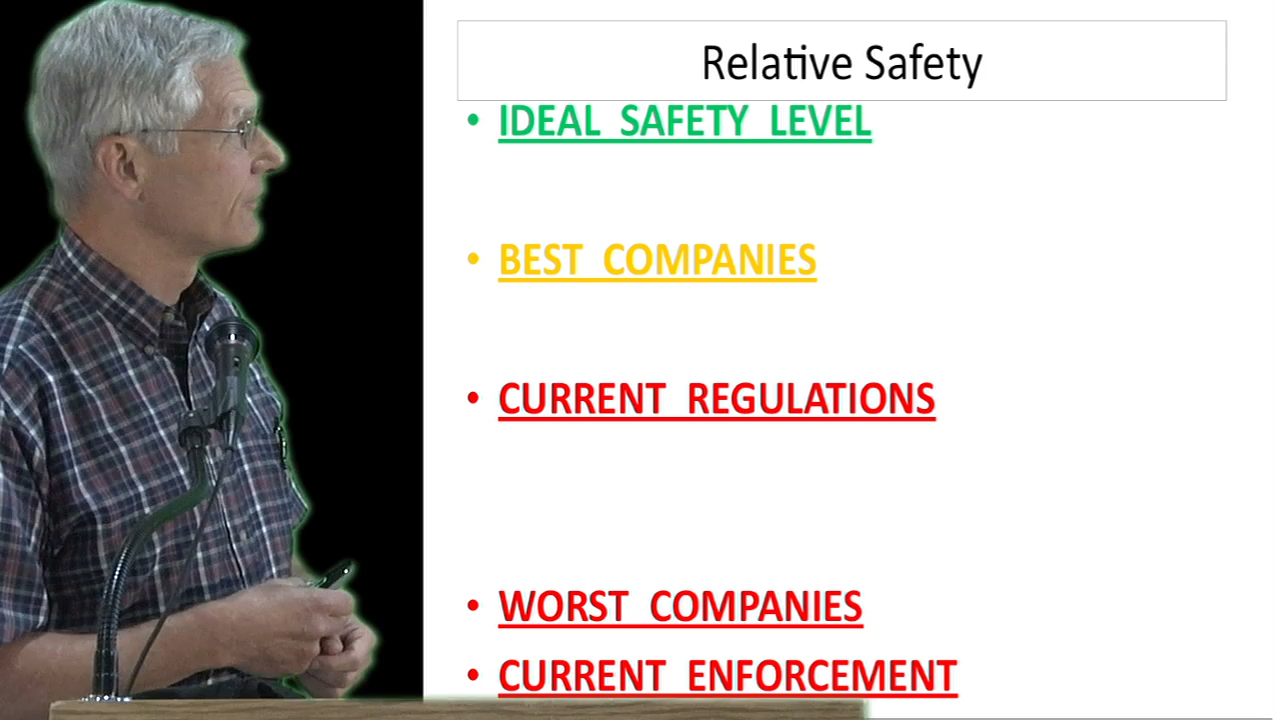 Relative Safety
• IDEAL SAFETY LEVEL
• BEST COMPANIES
• CURRENT REGULATIONS
• WORST COMPANIES
• CURRENT ENFORCEMENT